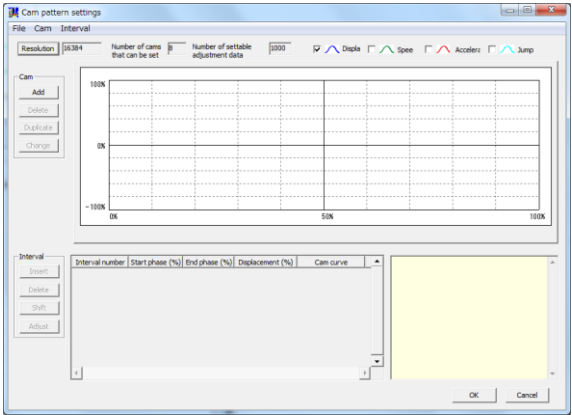 Cam pattern settings
File Cam Interval
Resolution 16384 Number of cams that can be set 8 Number of settable adjustment data 1000 Displa Spee Accelera Jump
Cam
Add
Delete
Duplicate
Change
100%
0%
-100%
0% 50% 100%
Interval
Insert
Delete
Shift
Adjust
Interval number Start phase (%) End phase (%) Displacement (%) Cam curve
OK Cancel